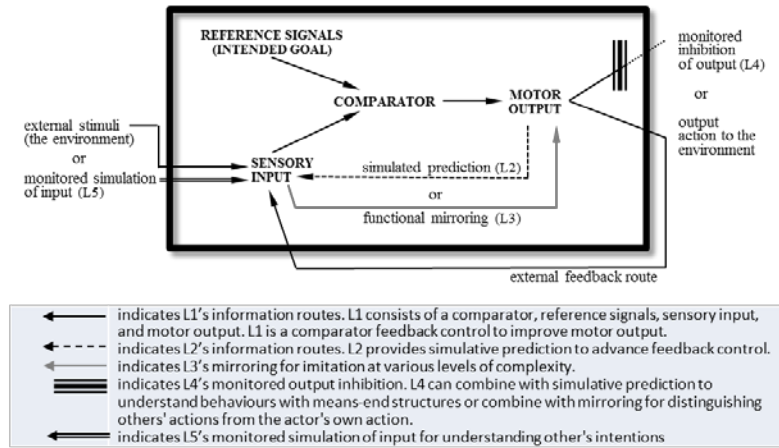 REFERENCE SIGNALS
(INTENDED GOAL)
monitored
inhibition
of output (L4)
or
output
action to the
environment
COMPARATOR
MOTOR
OUTPUT
external stimuli
(the environment)
or
monitored simulation
of input (L5)
SENSORY
INPUT
simulated prediction (L2)
or
functional mirroring (L3)
external feedback route
indicates L1's information routes. L1 consists of a comparator, reference signals, sensory input,
and motor output. L1 is a comparator feedback control to improve motor output.
indicates L2's information routes. L2 provides simulative prediction to advance feedback control.
indicates L3's mirroring for imitation at various levels of complexity.
indicates L4's monitored output inhibition. L4 can combine with simulative prediction to
understand behaviours with means-end structures or combine with mirroring for distinguishing
others' actions from the actor's own action.
indicates L5's monitored simulation of input for understanding other's intentions